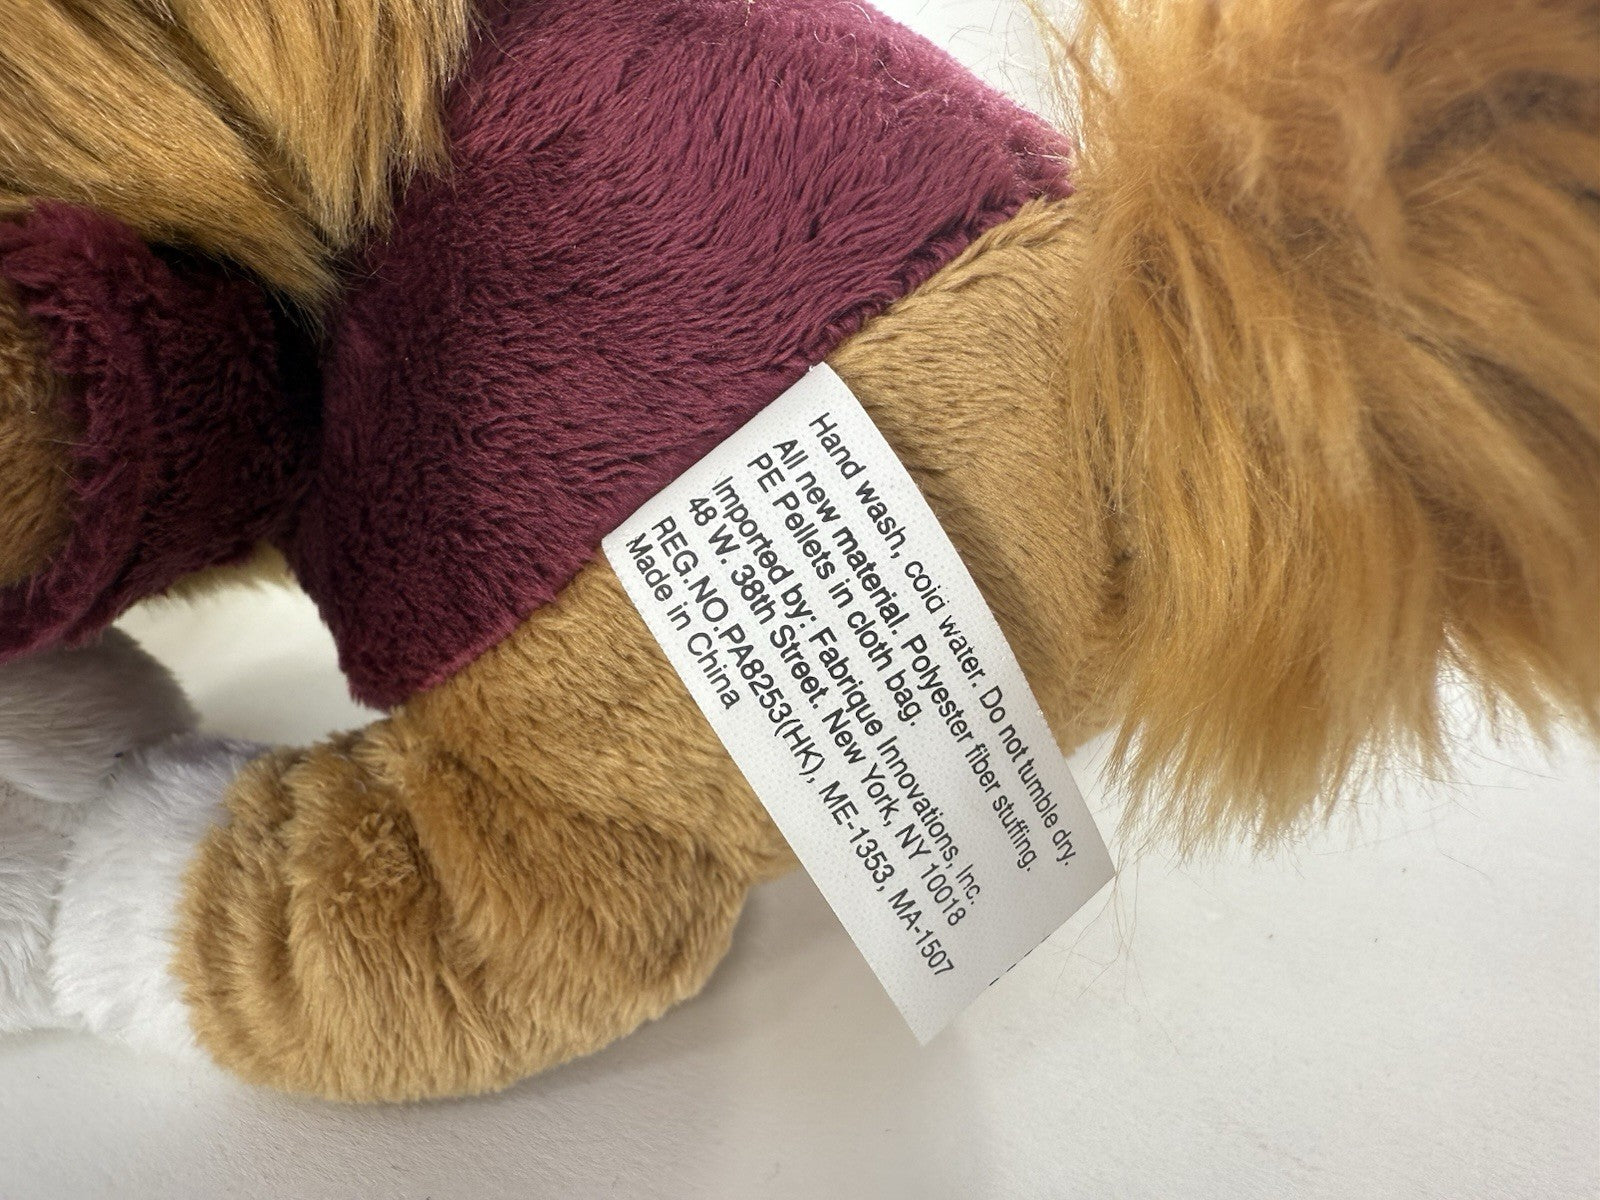 Hand wash, cold water. Do not tumble dry.
All new material. Polyester fiber stuffing.
PE Pellets in cloth bag.
Imported by: Fabrique Innovations, Inc.
48 W. 38th Street. New York, NY 10018
REG.NO.PA8253(HK), ME-1353, MA-1507
Made in China